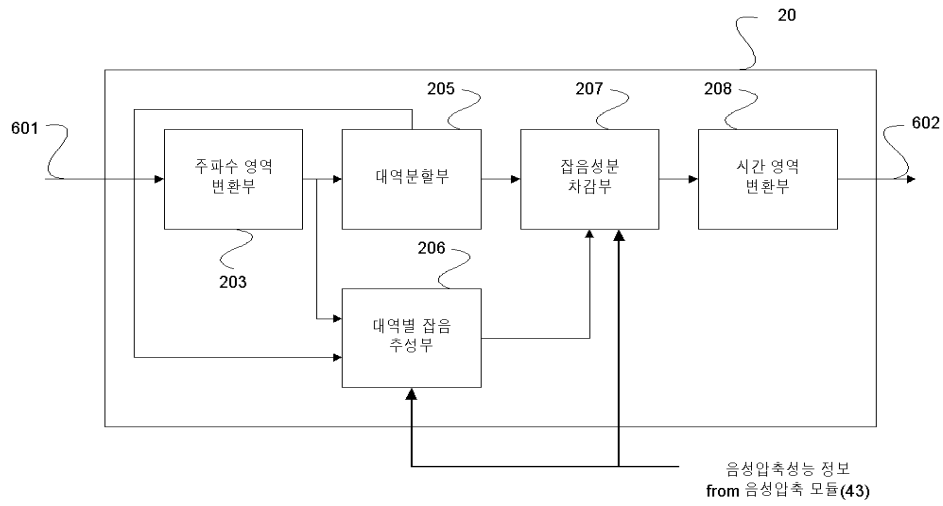 20
601
205
207
208
602
주파수 영역
변환부
대역분할부
잡음성분
차감부
시간 영역
변환부
203
206
대역별 잡음
추성부
음성압축성능 정보
from 음성압축 모듈(43)